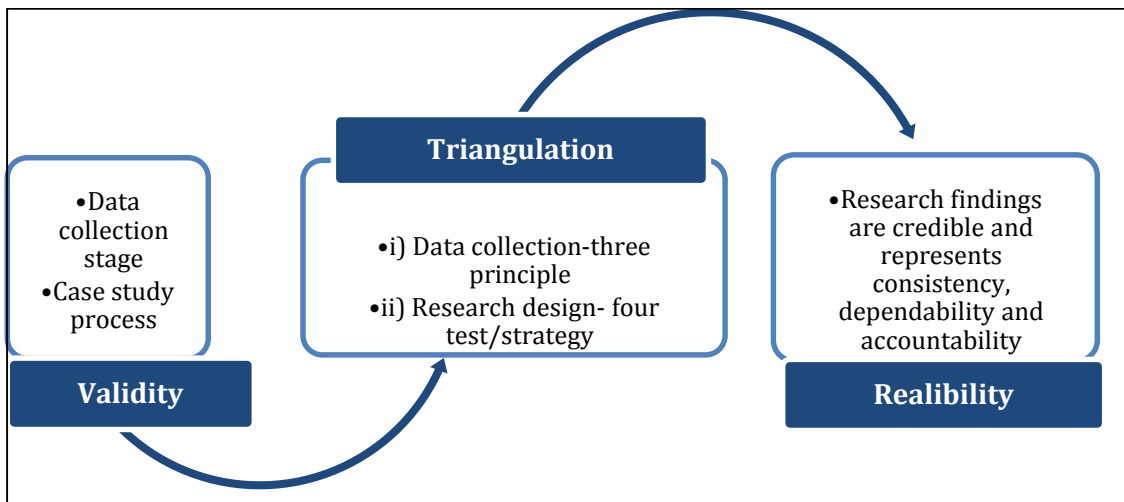 •Data
collection
stage
•Case study
process
Validity
Triangulation
•i) Data collection-three
principle
•ii) Research design- four
test/strategy
•Research findings
are credible and
represents
consistency,
dependability and
accountability
Realibility